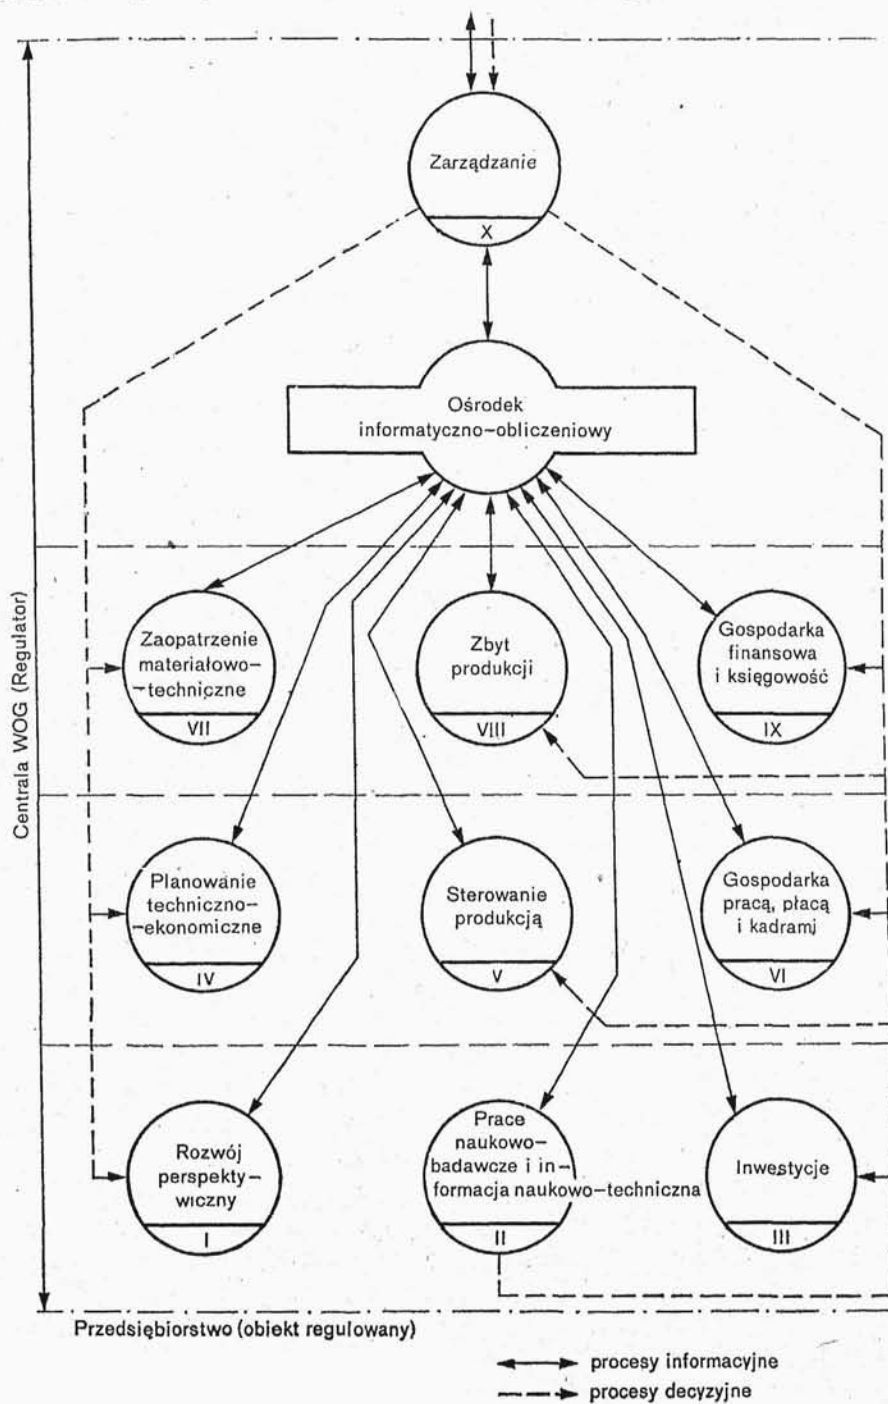 Zarządzanie
X
Ośrodek
informatyczno-obliczeniowy
Centrala WOG (Regulator)
Zaopatrzenie
materiałowo-
-techniczne
VII
Zbyt
produkcji
VIII
Gospodarka
finansowa
i księgowość
IX
Planowanie
techniczno-
-ekonomiczne
IV
Sterowanie
produkcją
V
Gospodarka
pracą, płacą
i kadrami
VI
Rozwój
perspekty-
wiczny
I
Prace
naukowo-
badawcze i in-
formacja naukowo-techniczna
II
Inwestycje
III
Przedsiębiorstwo (obiekt regulowany)
procesy informacyjne
procesy decyzyjne